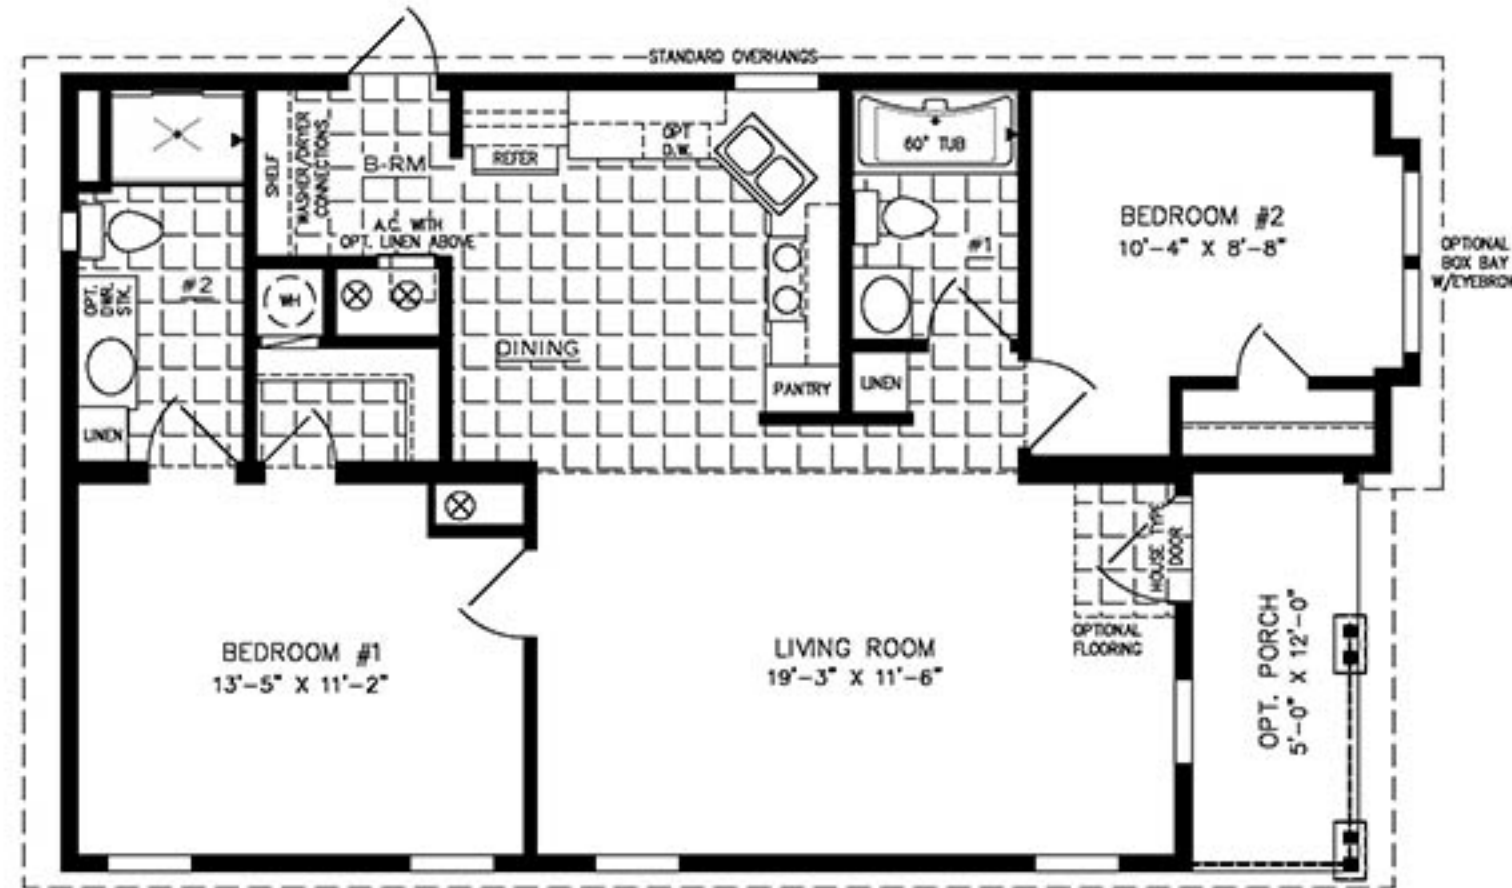 STANDARD OVERHANGS
SHELF
WASHER/DRYER
CONNECTIONS
B-RM
REFER
OPT
D.W.
60" TUB
A.C. WITH
OPT. LINEN ABOVE
#2
OPT.
DWR.
STK.
WH
LINEN
DINING
PANTRY
#1
LINEN
BEDROOM #2
10'-4" X 8'-8"
OPTIONAL
BOX BAY
BEDROOM #1
13'-5" X 11'-2"
LIVING ROOM
19'-3" X 11'-6"
HOUSE TYPE
DOOR
OPTIONAL
FLOORING
OPT. PORCH
5'-0" X 12'-0"